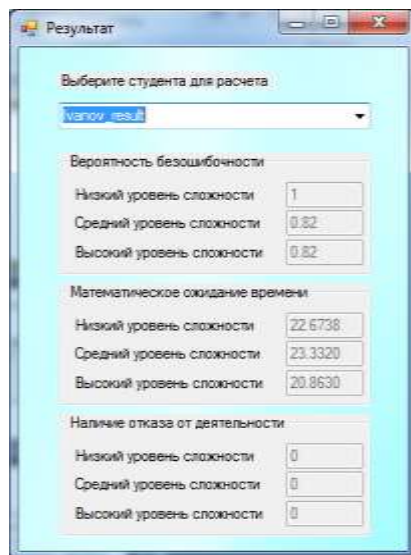 Результат
Выберите студента для расчета
Ivanov_result
Вероятность безошибочности
Низкий уровень сложности 1
Средний уровень сложности 0.82
Высокий уровень сложности 0.82
Математическое ожидание времени
Низкий уровень сложности 22.6738
Средний уровень сложности 23.3320
Высокий уровень сложности 20.8630
Наличие отказа от деятельности
Низкий уровень сложности 0
Средний уровень сложности 0
Высокий уровень сложности 0